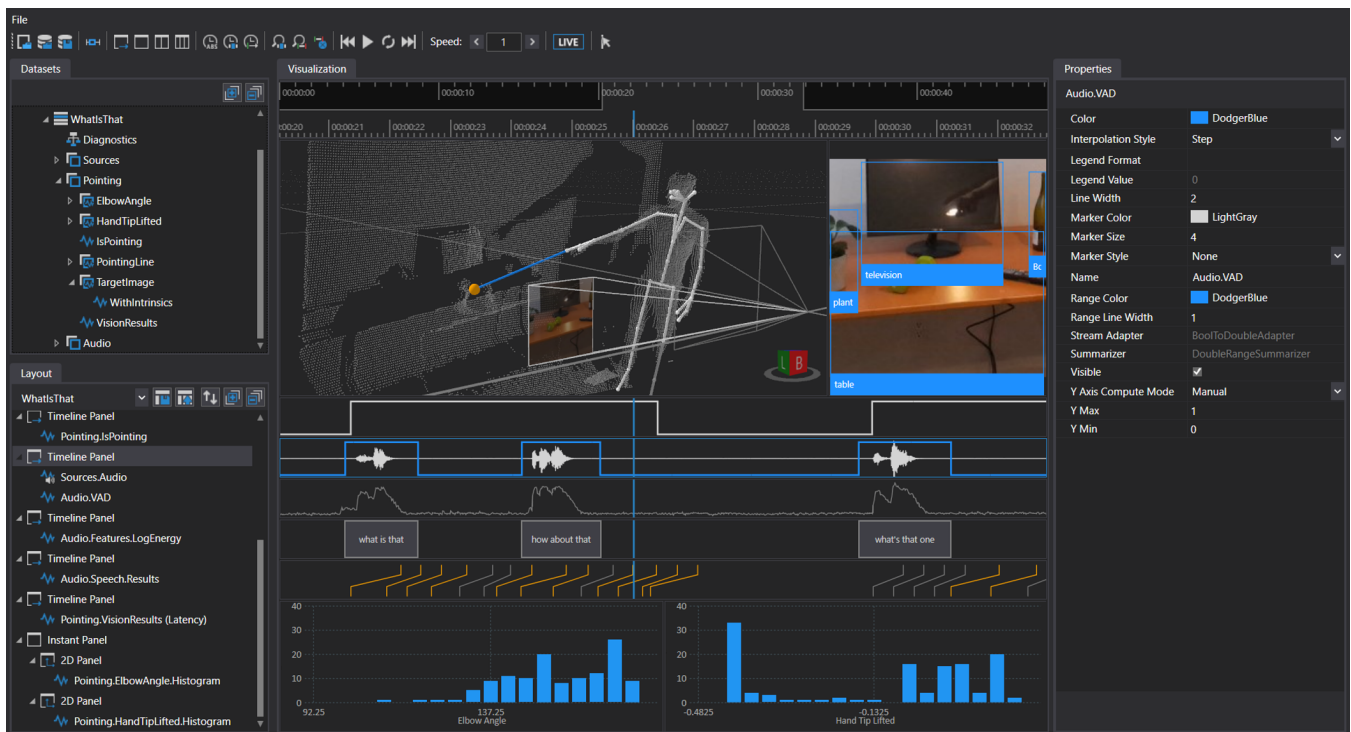 File
ABS
Speed: < 1 > LIVE
Datasets
WhatIsThat
Diagnostics
Sources
Pointing
ElbowAngle
HandTipLifted
IsPointing
PointingLine
TargetImage
WithIntrinsics
VisionResults
Audio
Layout
WhatIsThat
Timeline Panel
Pointing.IsPointing
Timeline Panel
Sources.Audio
Audio.VAD
Timeline Panel
Audio.Features.LogEnergy
Timeline Panel
Audio.Speech.Results
Timeline Panel
Pointing.VisionResults (Latency)
Instant Panel
2D Panel
Pointing.ElbowAngle.Histogram
2D Panel
Pointing.HandTipLifted.Histogram
Visualization
00:00:00 00:00:10 00:00:20 00:00:30 00:00:40
00:20 00:00:21 00:00:22 00:00:23 00:00:24 00:00:25 00:00:26 00:00:27 00:00:28 00:00:29 00:00:30 00:00:31 00:00:32
L B
television
Bc
plant
table
what is that how about that what's that one
40
30
20
10
0
92.25 137.25
Elbow Angle
40
30
20
10
0
-0.4825 -0.1325
Hand Tip Lifted
Properties
Audio.VAD
Color DodgerBlue
Interpolation Style Step
Legend Format
Legend Value 0
Line Width 2
Marker Color LightGray
Marker Size 4
Marker Style None
Name Audio.VAD
Range Color DodgerBlue
Range Line Width 1
Stream Adapter BoolToDoubleAdapter
Summarizer DoubleRangeSummarizer
Visible
Y Axis Compute Mode Manual
Y Max 1
Y Min 0